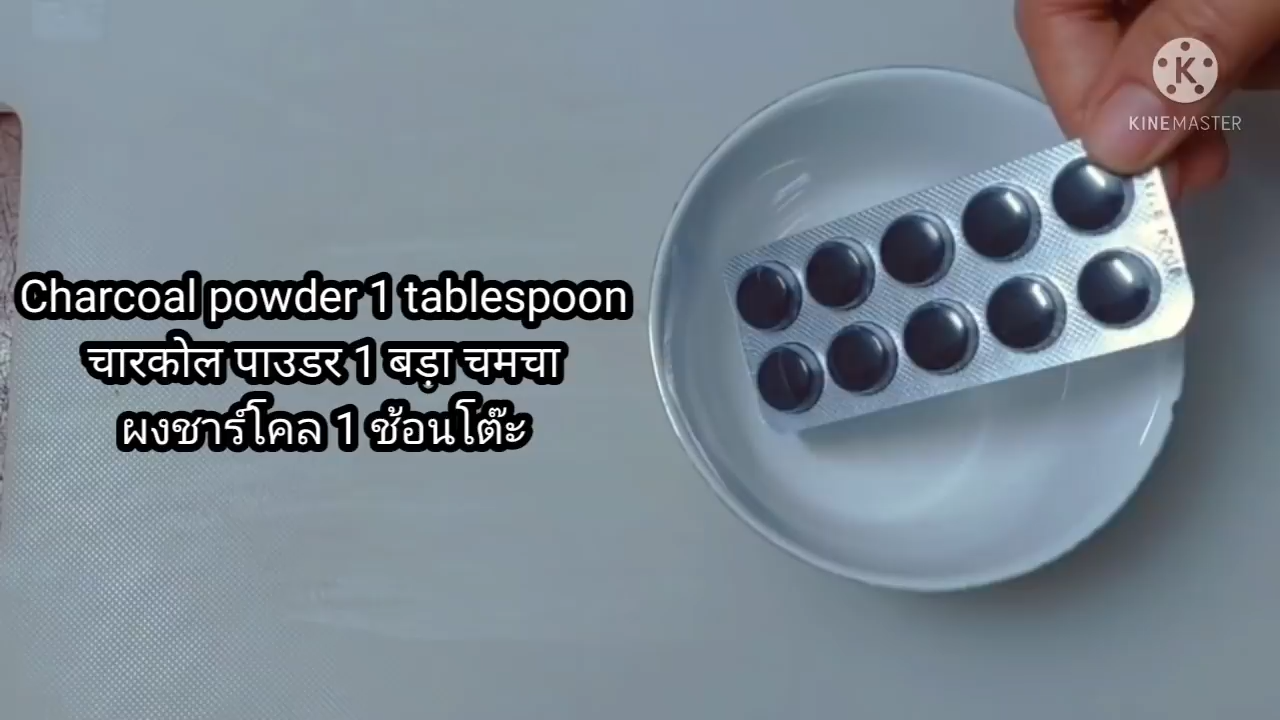 KINEMASTER
Charcoal powder 1 tablespoon
चारकोल पाउडर 1 बड़ा चमचा
ผงชาร์โคล 1 ช้อนโต๊ะ